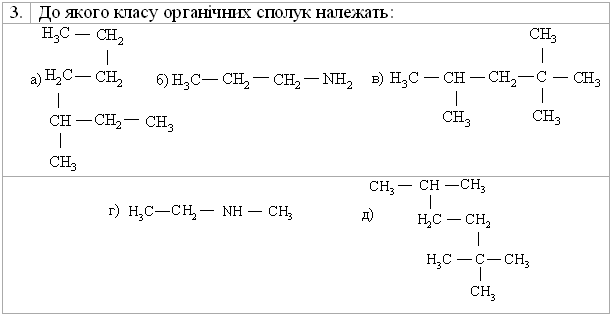 3. До якого класу органічних сполук належать:
H3C — CH2
а) H2C — CH2
CH — CH2 — CH3
CH3
б) H3C — CH2 — CH2 — NH2
CH3
в) H3C — CH — CH2 — C — CH3
CH3 CH3
г) H3C — CH2 — NH — CH3
CH3 — CH — CH3
д) H2C — CH2
H3C — C — CH3
CH3